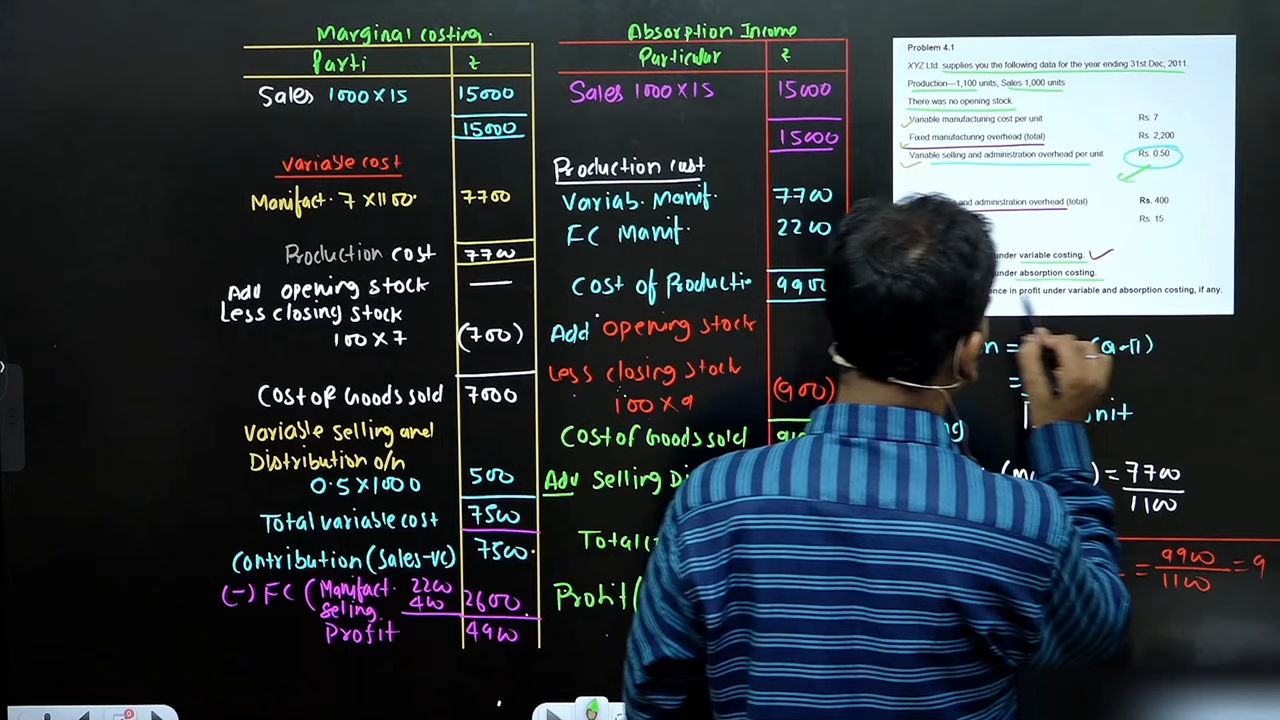 Marginal costing.
Parti ₹
Sales 1000×15 15000
15000
Variable cost
Manifact. 7×1100. 7700
Production cost 7700
Add opening stock —
Less closing stock
100×7 (700)
Cost of Goods sold 7000
Variable selling and
Distribution o/h
0.5×1000 500
Total variable cost 7500
Contribution (Sales-VC) 7500.
(-) FC (Manifact. 2200
seling 400 2600.
Profit 4900
Absorption Income
Particular ₹
Sales 1000×15 15000
15000
Production cost
Variab. Manif. 7700
FC Manif. 2200
Cost of Productio 9900
Add opening stock
Less closing stock
100×9 (900)
Cost of Goods sold
Add Selling Di
Total
Profit (
Problem 4.1
XYZ Ltd. supplies you the following data for the year ending 31st Dec, 2011.
Production—1,100 units, Sales 1,000 units
There was no opening stock.
Variable manufacturing cost per unit Rs. 7
Fixed manufacturing overhead (total) Rs. 2,200
Variable selling and administration overhead per unit Rs. 0.50
and administration overhead (total) Rs. 400
Rs. 15
under variable costing.
under absorption costing.
ence in profit under variable and absorption costing, if any.
n =
=
unit
) = 7700
1100
= 9900
1100
= 9